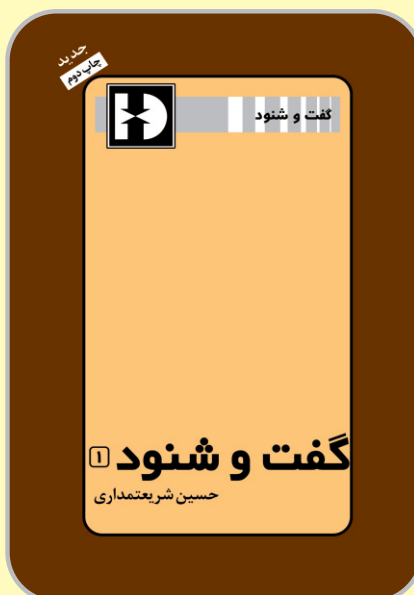 جدید
چاپ دوم
گفت و شنود
گفت و شنود ۱
حسین شریعتمداری